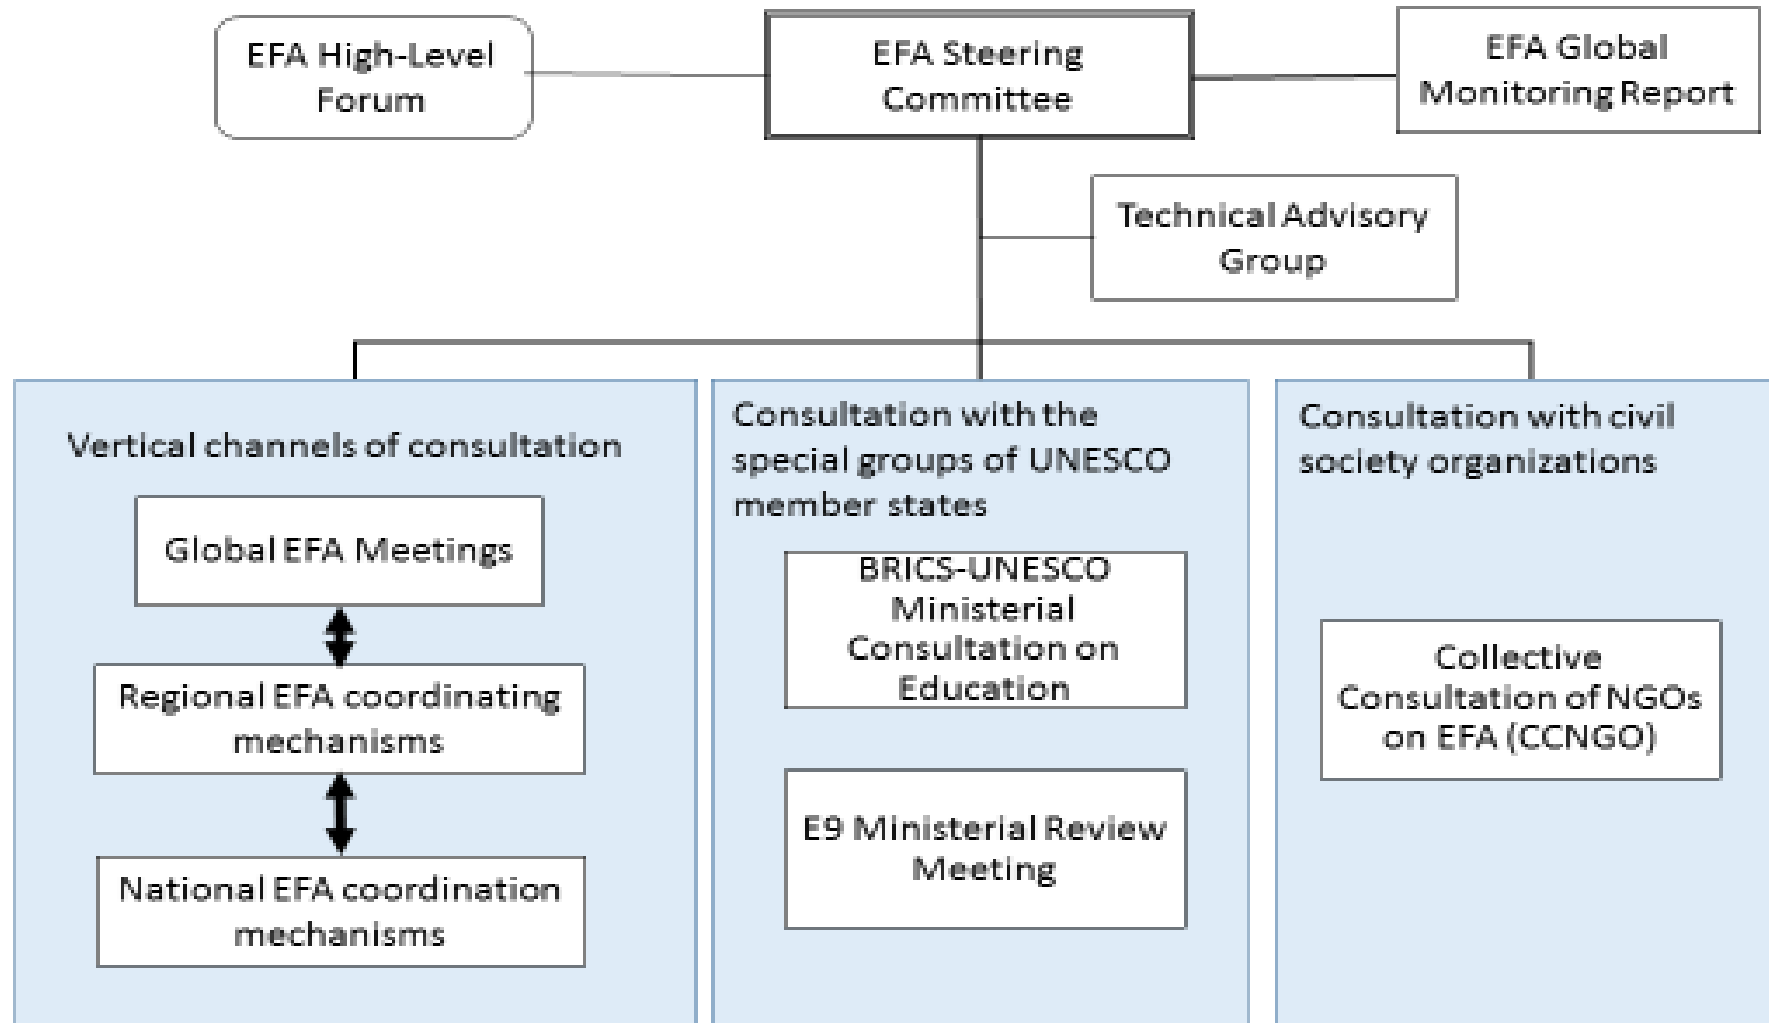 EFA High-Level
Forum
EFA Steering
Committee
EFA Global
Monitoring Report
Technical Advisory
Group
Vertical channels of consultation
Global EFA Meetings
Regional EFA coordinating
mechanisms
National EFA coordination
mechanisms
Consultation with the
special groups of UNESCO
member states
BRICS-UNESCO
Ministerial
Consultation on
Education
E9 Ministerial Review
Meeting
Consultation with civil
society organizations
Collective
Consultation of NGOs
on EFA (CCNGO)